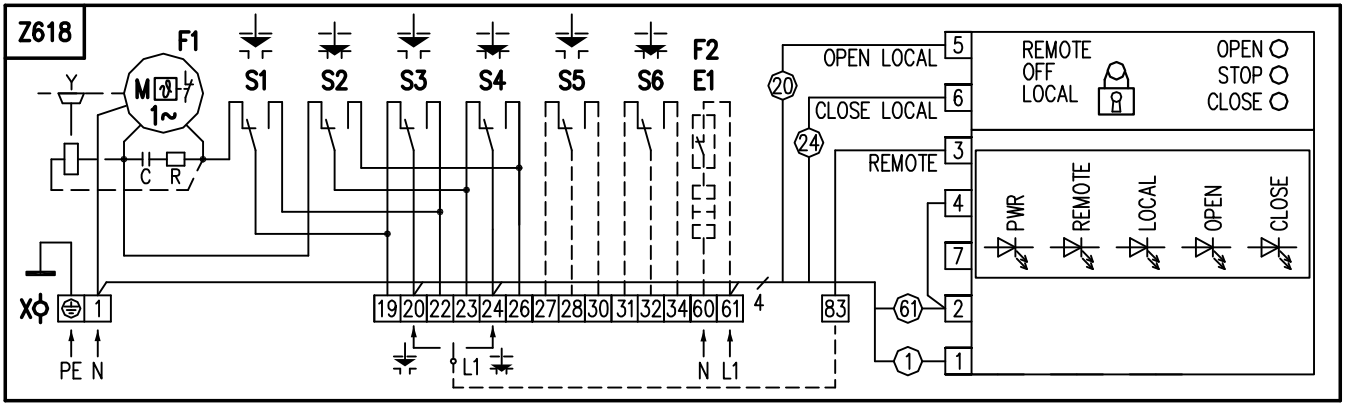 Z618
F1
S1 S2 S3 S4 S5 S6 F2
E1
Y
M ϑ
1~
C R
X
1 19 20 22 23 24 26 27 28 30 31 32 34 60 61 4 83
PE N L1 N L1
20
24
61
1
OPEN LOCAL 5
CLOSE LOCAL 6
REMOTE 3
4
7
2
1
REMOTE
OFF
LOCAL
OPEN
STOP
CLOSE
PWR REMOTE LOCAL OPEN CLOSE